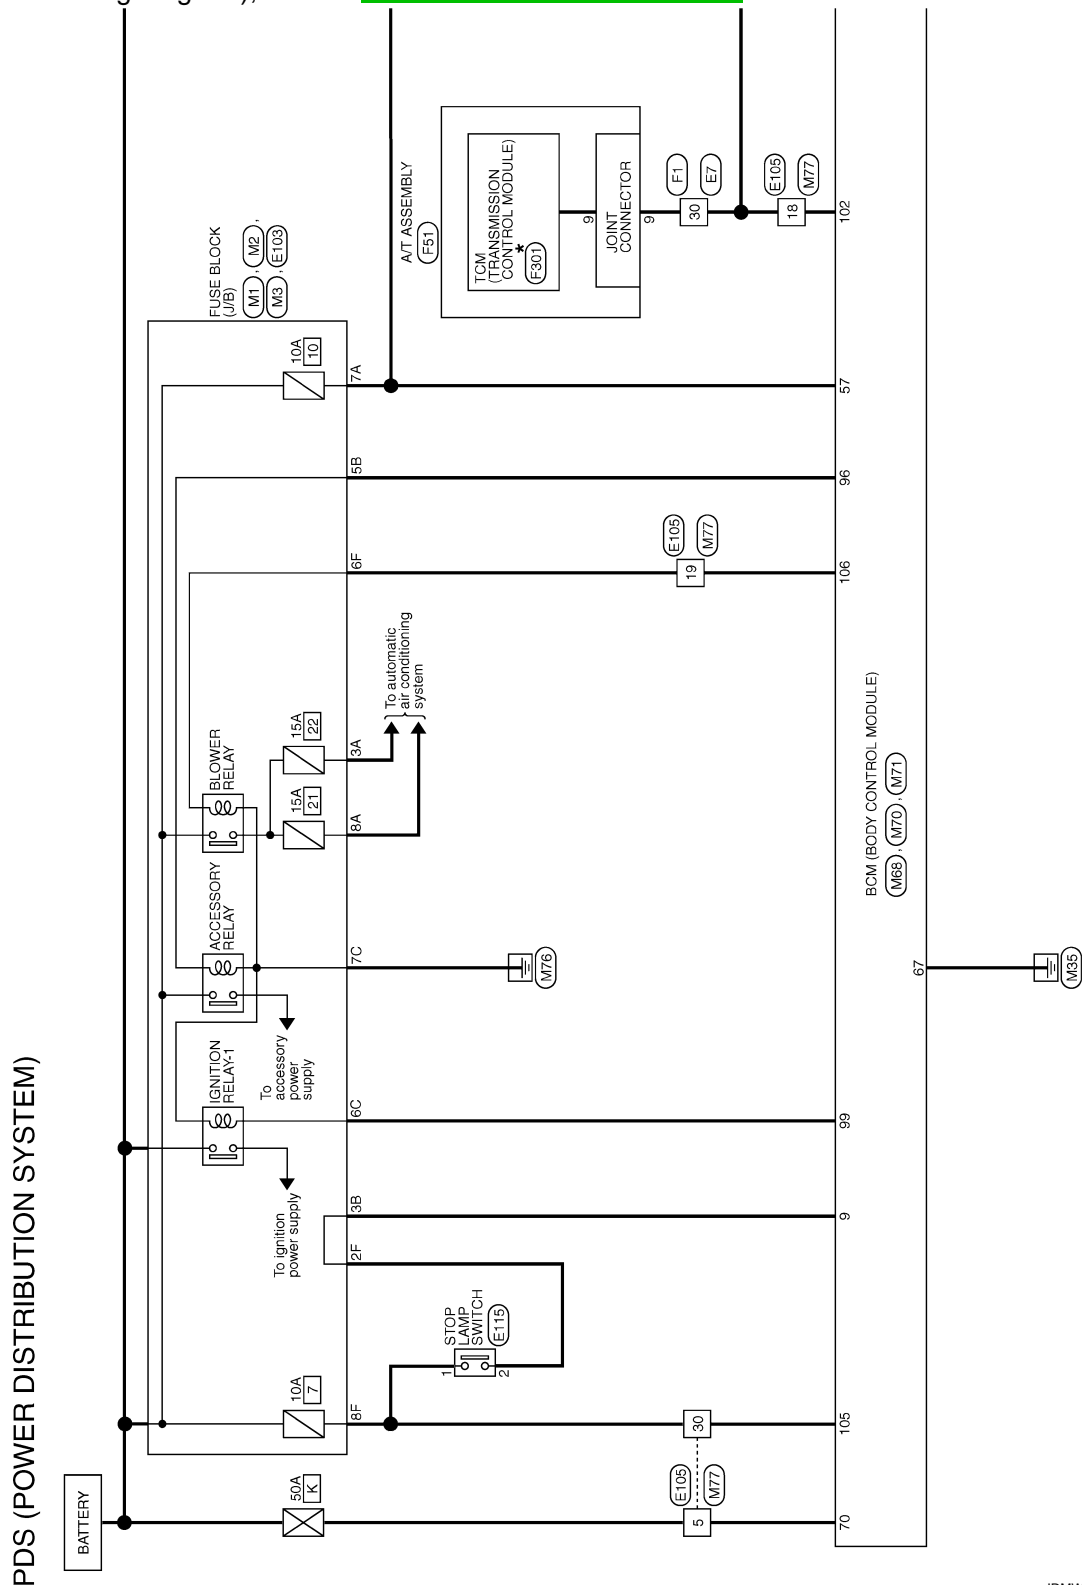 PDS (POWER DISTRIBUTION SYSTEM)
BATTERY
50A
K
E105
M77
5
70
10A
7
8F
30
105
STOP
LAMP
SWITCH
E115
1
2
2F
3B
9
To ignition
power supply
IGNITION
RELAY-1
6C
99
To
accessory
power
supply
ACCESSORY
RELAY
7C
M76
67
M35
BLOWER
RELAY
15A
21
8A
15A
22
3A
To automatic
air conditioning
system
BCM (BODY CONTROL MODULE)
M68 , M70 , M71
6F
E105
M77
19
106
5B
96
10A
10
7A
57
FUSE BLOCK
(J/B)
M1 , M2 ,
M3 , E103
A/T ASSEMBLY
F51
TCM
(TRANSMISSION
CONTROL MODULE)
*
F301
9
JOINT
CONNECTOR
9
F1
E7
30
E105
M77
18
102